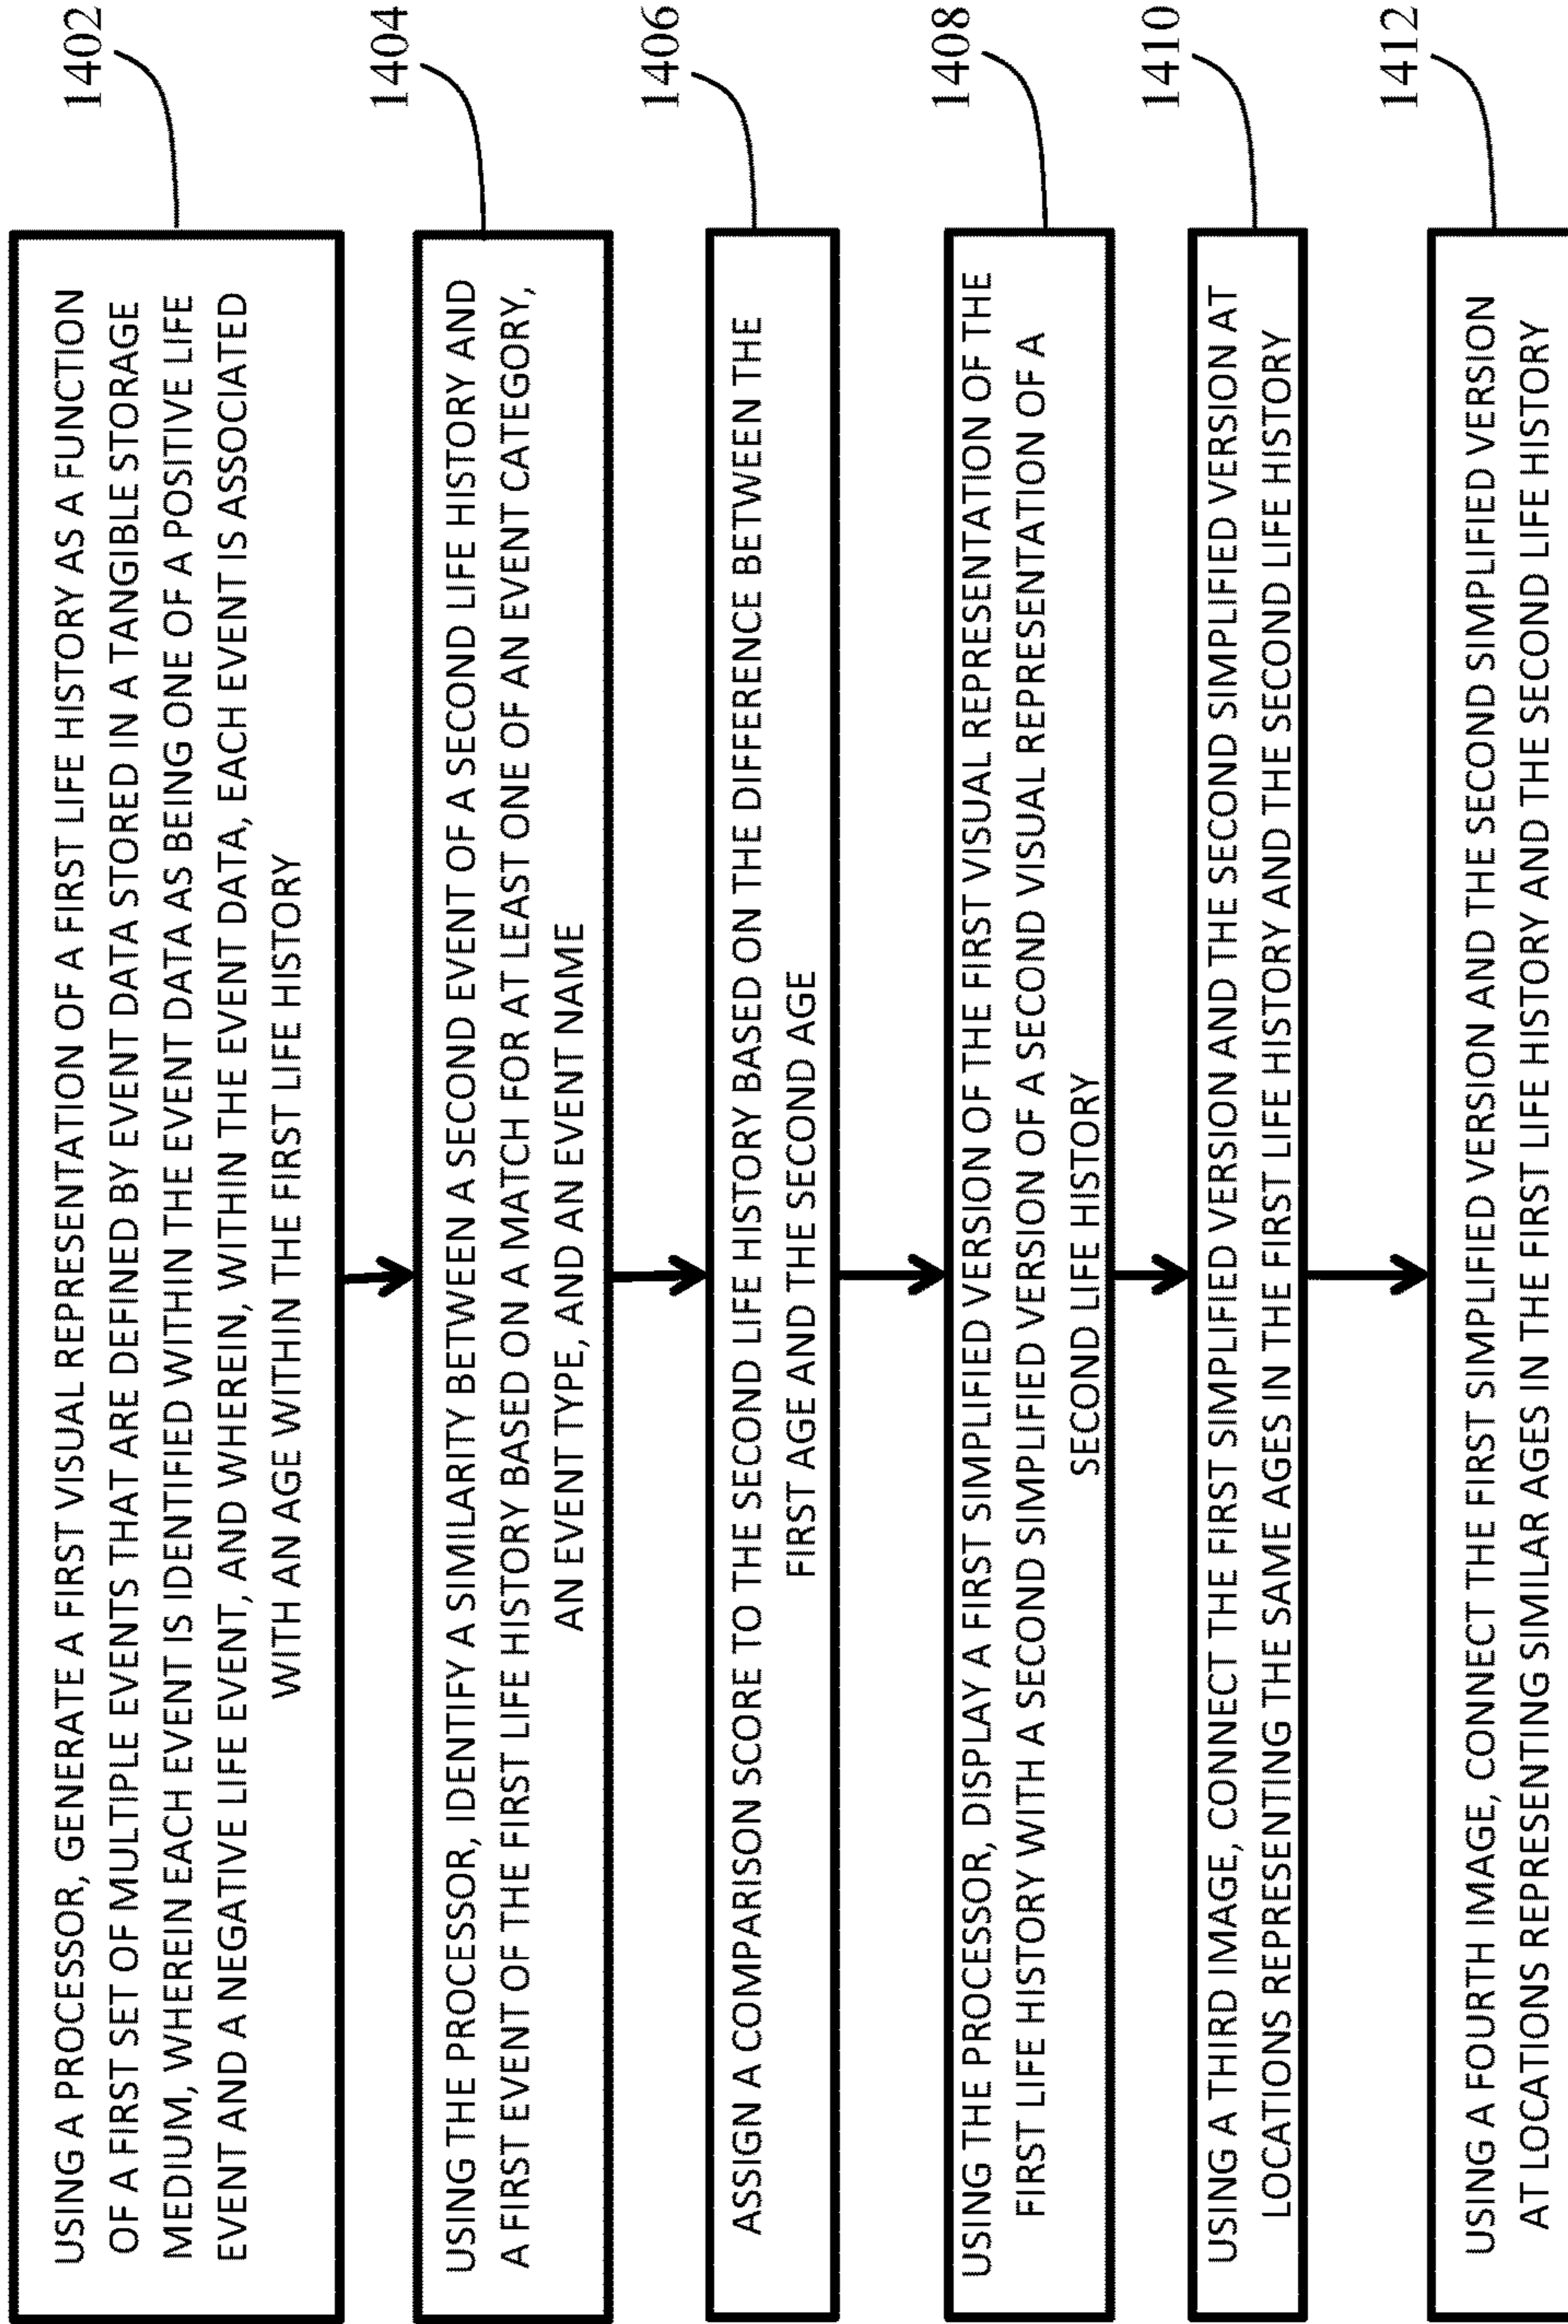 USING A PROCESSOR, GENERATE A FIRST VISUAL REPRESENTATION OF A FIRST LIFE HISTORY AS A FUNCTION
OF A FIRST SET OF MULTIPLE EVENTS THAT ARE DEFINED BY EVENT DATA STORED IN A TANGIBLE STORAGE
MEDIUM, WHEREIN EACH EVENT IS IDENTIFIED WITHIN THE EVENT DATA AS BEING ONE OF A POSITIVE LIFE
EVENT AND A NEGATIVE LIFE EVENT, AND WHEREIN, WITHIN THE EVENT DATA, EACH EVENT IS ASSOCIATED
WITH AN AGE WITHIN THE FIRST LIFE HISTORY
1402
USING THE PROCESSOR, IDENTIFY A SIMILARITY BETWEEN A SECOND EVENT OF A SECOND LIFE HISTORY AND
A FIRST EVENT OF THE FIRST LIFE HISTORY BASED ON A MATCH FOR AT LEAST ONE OF AN EVENT CATEGORY,
AN EVENT TYPE, AND AN EVENT NAME
1404
ASSIGN A COMPARISON SCORE TO THE SECOND LIFE HISTORY BASED ON THE DIFFERENCE BETWEEN THE
FIRST AGE AND THE SECOND AGE
1406
USING THE PROCESSOR, DISPLAY A FIRST SIMPLIFIED VERSION OF THE FIRST VISUAL REPRESENTATION OF THE
FIRST LIFE HISTORY WITH A SECOND SIMPLIFIED VERSION OF A SECOND VISUAL REPRESENTATION OF A
SECOND LIFE HISTORY
1408
USING A THIRD IMAGE, CONNECT THE FIRST SIMPLIFIED VERSION AND THE SECOND SIMPLIFIED VERSION AT
LOCATIONS REPRESENTING THE SAME AGES IN THE FIRST LIFE HISTORY AND THE SECOND LIFE HISTORY
1410
USING A FOURTH IMAGE, CONNECT THE FIRST SIMPLIFIED VERSION AND THE SECOND SIMPLIFIED VERSION
AT LOCATIONS REPRESENTING SIMILAR AGES IN THE FIRST LIFE HISTORY AND THE SECOND LIFE HISTORY
1412